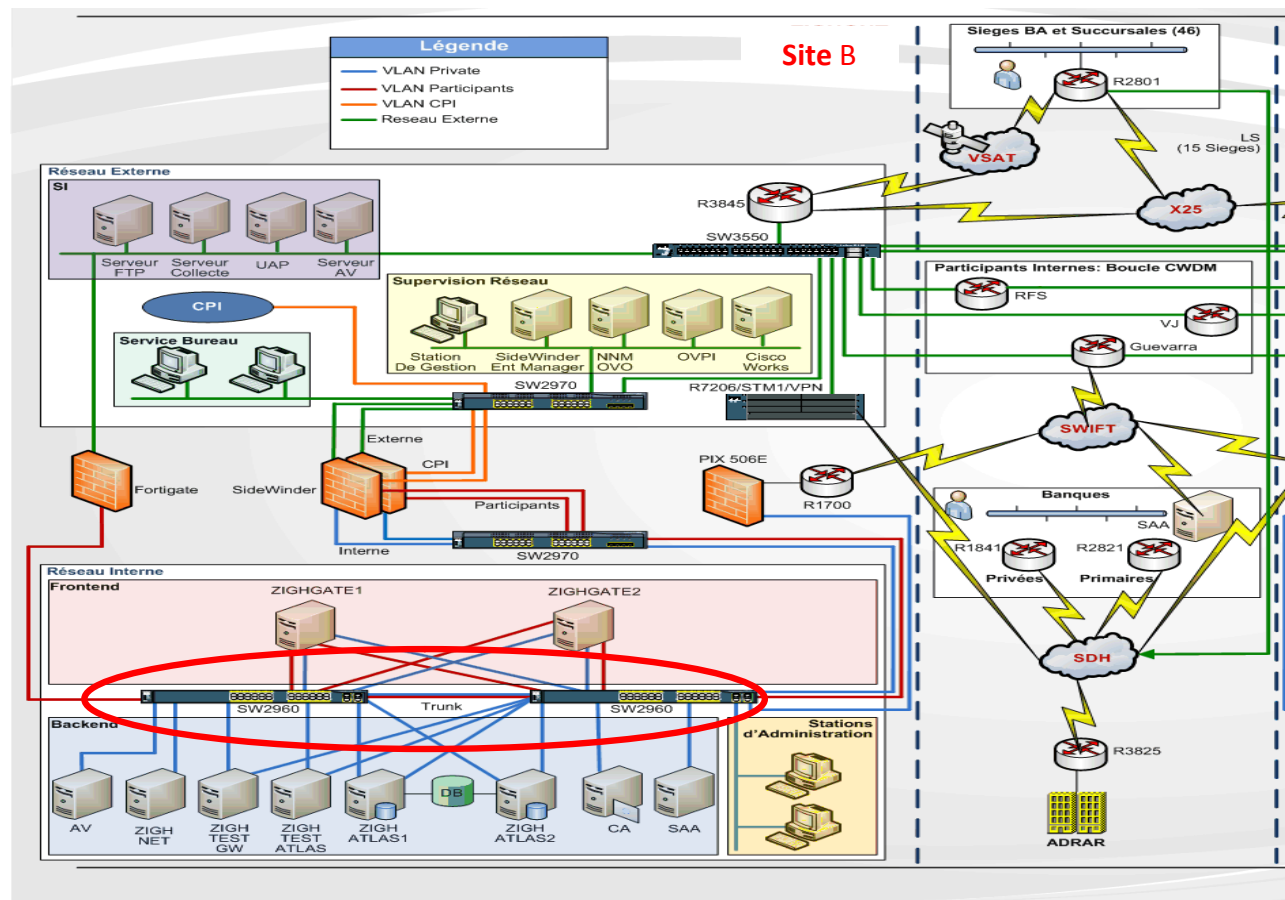 Site B
Légende
VLAN Private
VLAN Participants
VLAN CPI
Reseau Externe
Sieges BA et Succursales (46)
R2801
LS
(15 Sieges)
VSAT
X25
Réseau Externe
SI
Serveur
FTP
Serveur
Collecte
UAP
Serveur
AV
R3845
SW3550
CPI
Supervision Réseau
Station
De Gestion
SideWinder
Ent Manager
NNM
OVO
OVPI
Cisco
Works
Service Bureau
SW2970
R7206/STM1/VPN
Participants Internes: Boucle CWDM
RFS
VJ
Guevarra
SWIFT
Externe
CPI
Fortigate
SideWinder
Participants
Interne
SW2970
PIX 506E
R1700
Banques
SAA
R1841
R2821
Privées
Primaires
SDH
R3825
ADRAR
Réseau Interne
Frontend
ZIGHGATE1
ZIGHGATE2
SW2960
Trunk
SW2960
Backend
Stations
d'Administration
AV
ZIGH
NET
ZIGH
TEST
GW
ZIGH
TEST
ATLAS
ZIGH
ATLAS1
DB
ZIGH
ATLAS2
CA
SAA